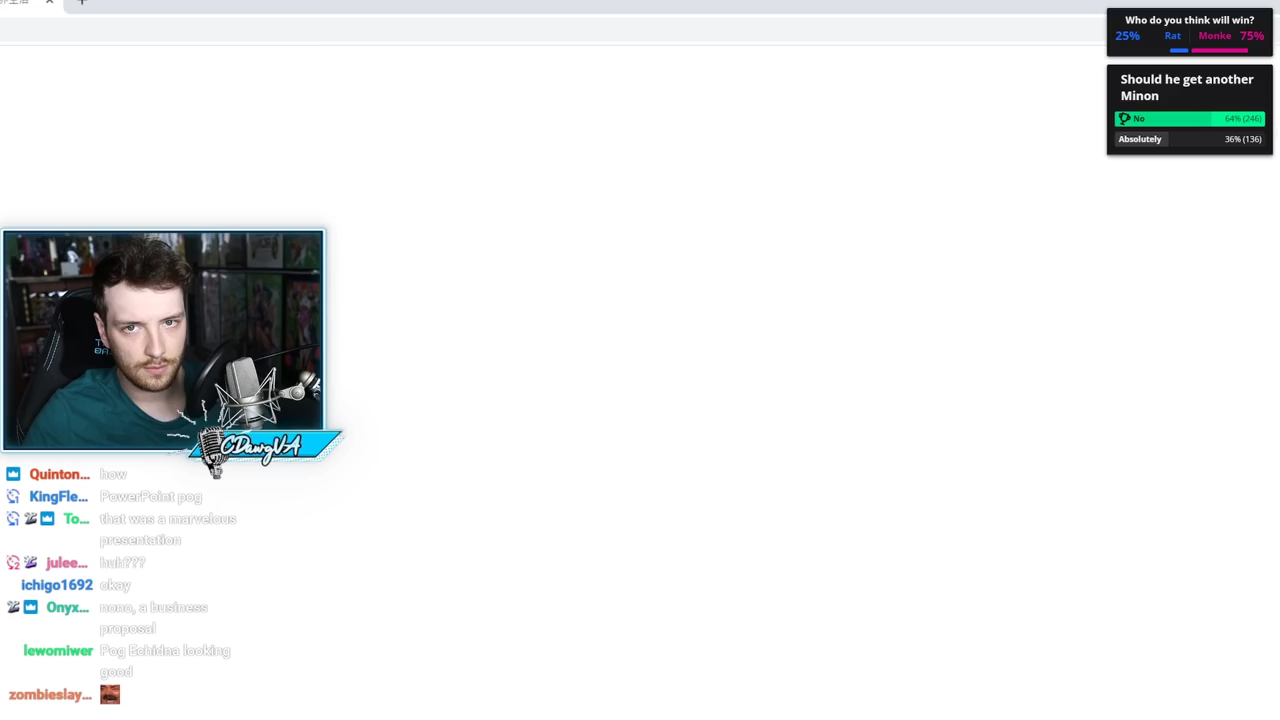 Who do you think will win?
25% Rat Monke 75%
Should he get another
Minon
No 64% (246)
Absolutely 36% (136)
CDawgVA
Quinton... how
KingFle... PowerPoint pog
To... that was a marvelous
presentation
julee... huh???
ichigo1692 okay
Onyx... nono, a business
proposal
lewomiwer Pog Echidna looking
good
zombieslay...